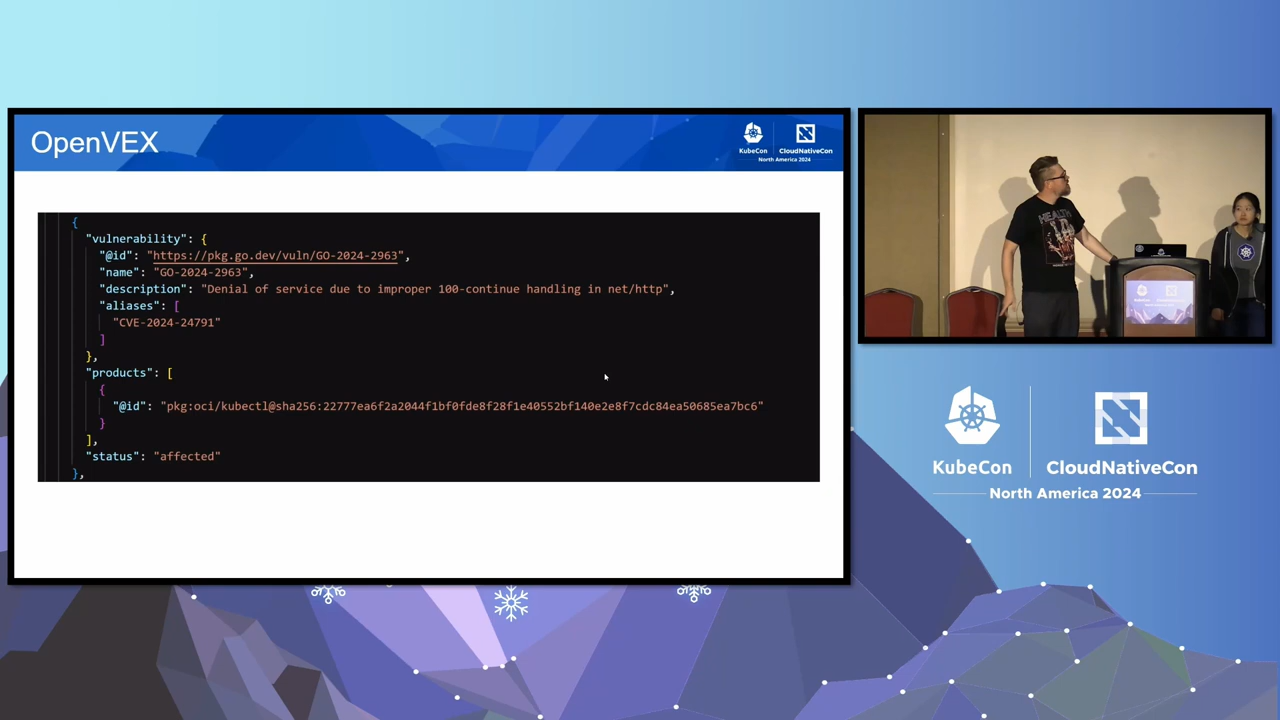 OpenVEX
KubeCon
CloudNativeCon
North America 2024
{
"vulnerability": {
"@id": "https://pkg.go.dev/vuln/GO-2024-2963",
"name": "GO-2024-2963",
"description": "Denial of service due to improper 100-continue handling in net/http",
"aliases": [
"CVE-2024-24791"
]
},
"products": [
{
"@id": "pkg:oci/kubectl@sha256:22777ea6f2a2044f1bf0fde8f28f1e40552bf140e2e8f7cdc84ea50685ea7bc6"
}
],
"status": "affected"
},
HEALTH
KubeCon
CloudNativeCon
North America 2024